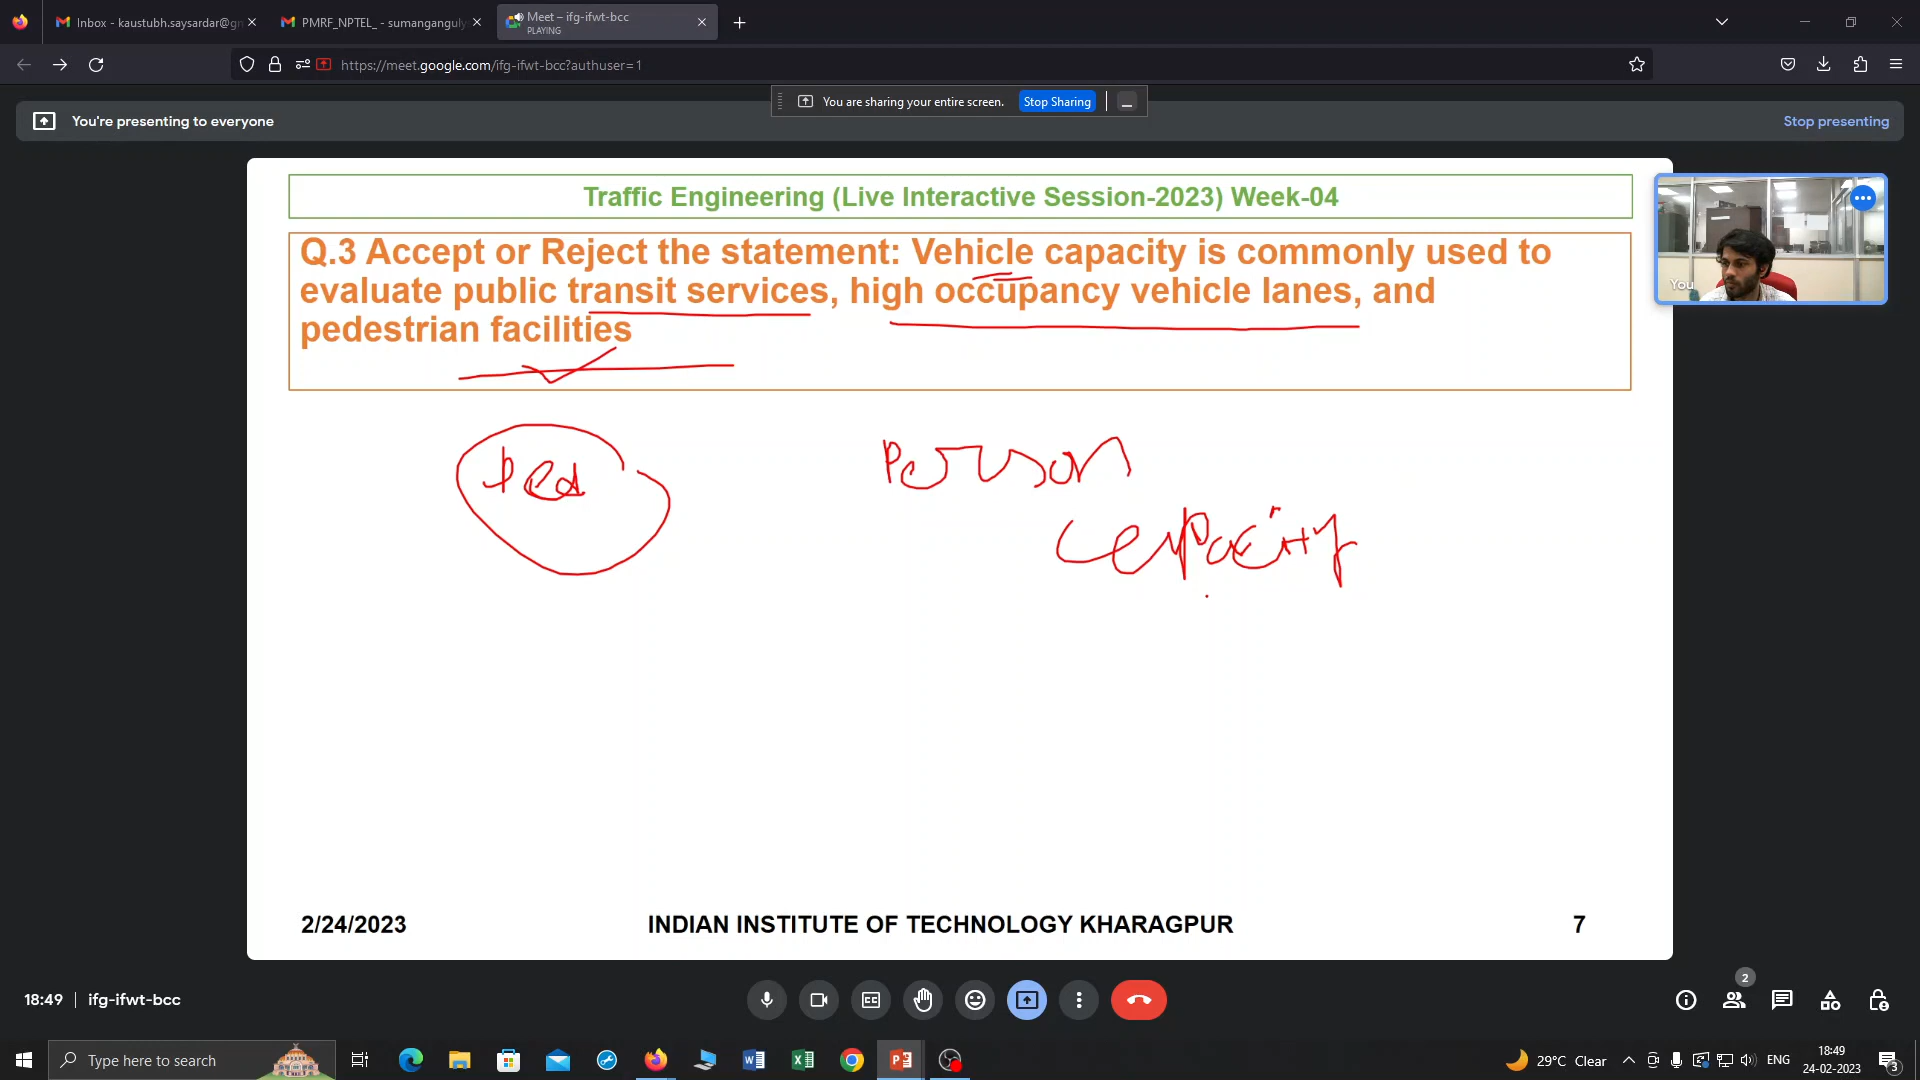 Inbox - kaustubh.saysardar@gm
PMRF_NPTEL_ - sumanganguly
Meet – ifg-ifwt-bcc
PLAYING
https://meet.google.com/ifg-ifwt-bcc?authuser=1
You are sharing your entire screen.
Stop Sharing
You're presenting to everyone
Stop presenting
Traffic Engineering (Live Interactive Session-2023) Week-04
Q.3 Accept or Reject the statement: Vehicle capacity is commonly used to
evaluate public transit services, high occupancy vehicle lanes, and
pedestrian facilities
You
Ped
Person
capacity
2/24/2023
INDIAN INSTITUTE OF TECHNOLOGY KHARAGPUR
7
18:49 | ifg-ifwt-bcc
2
Type here to search
29°C Clear
ENG
18:49
24-02-2023
3